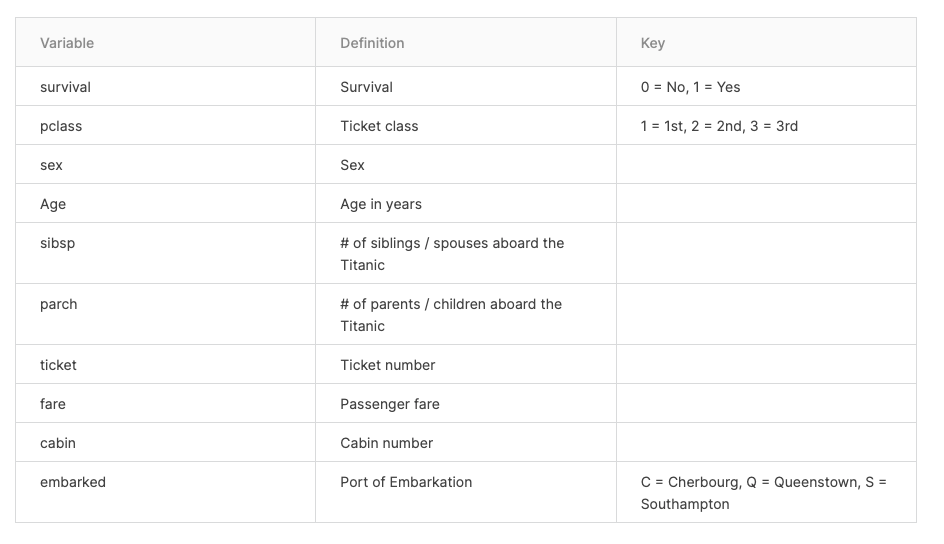 Variable Definition Key
survival Survival 0 = No, 1 = Yes
pclass Ticket class 1 = 1st, 2 = 2nd, 3 = 3rd
sex Sex
Age Age in years
sibsp # of siblings / spouses aboard the
Titanic
parch # of parents / children aboard the
Titanic
ticket Ticket number
fare Passenger fare
cabin Cabin number
embarked Port of Embarkation C = Cherbourg, Q = Queenstown, S =
Southampton